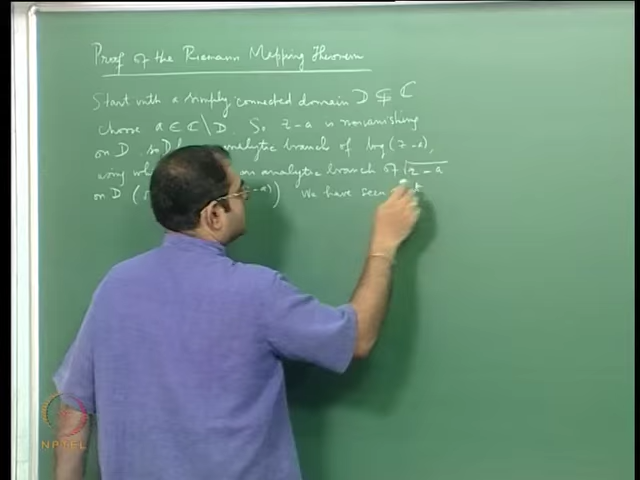 Proof of the Riemann Mapping Theorem
Start with a simply connected domain D ⊊ ℂ
choose a ∈ ℂ \ D. So z-a is nonvanishing
on D, so analytic branch of log(z-a),
using an analytic branch of √z-a
on D ( -a) ) We have seen
NPTEL